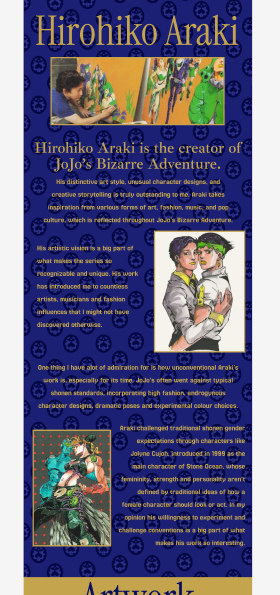 Hirohiko Araki
Hirohiko Araki is the creator of
JoJo's Bizarre Adventure.
His distinctive art style, unusual character designs, and
creative storytelling is truly outstanding to me. Araki takes
inspiration from various forms of art, fashion, music, and pop
culture, which is reflected throughout JoJo's Bizarre Adventure.
His artistic vision is a big part of
what makes the series so
recognizable and unique. His work
has introduced me to countless
artists, musicians and fashion
influences that I might not have
discovered otherwise.
One thing I have alot of admiration for is how unconventional Araki's
work is, especially for its time. JoJo's often went against typical
shonen standards, incorporating high fashion, androgynous
character designs, dramatic poses and experimental colour choices.
Araki challenged traditional shonen gender
expectations through characters like
Jolyne Cujoh, introduced in 1999 as the
main character of Stone Ocean, whose
femininity, strength and personality aren't
defined by traditional ideas of how a
female character should look or act. In my
opinion his willingness to experiment and
challenge conventions is a big part of what
makes his work so interesting.
Artwork